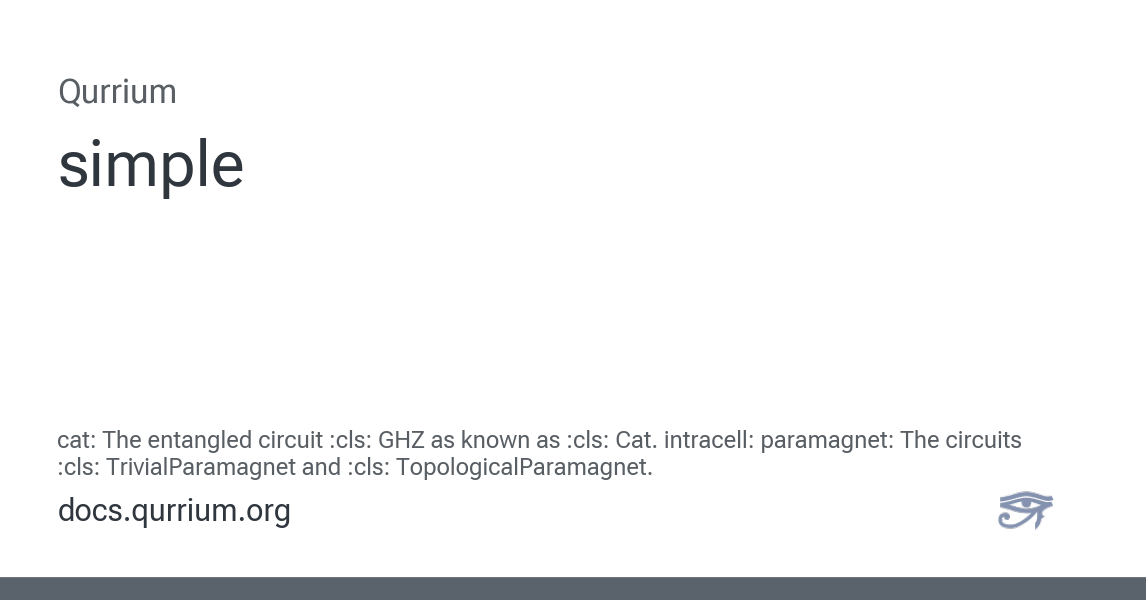 Qurrium
simple
cat: The entangled circuit :cls: GHZ as known as :cls: Cat. intracell: paramagnet: The circuits
:cls: TrivialParamagnet and :cls: TopologicalParamagnet.
docs.qurrium.org